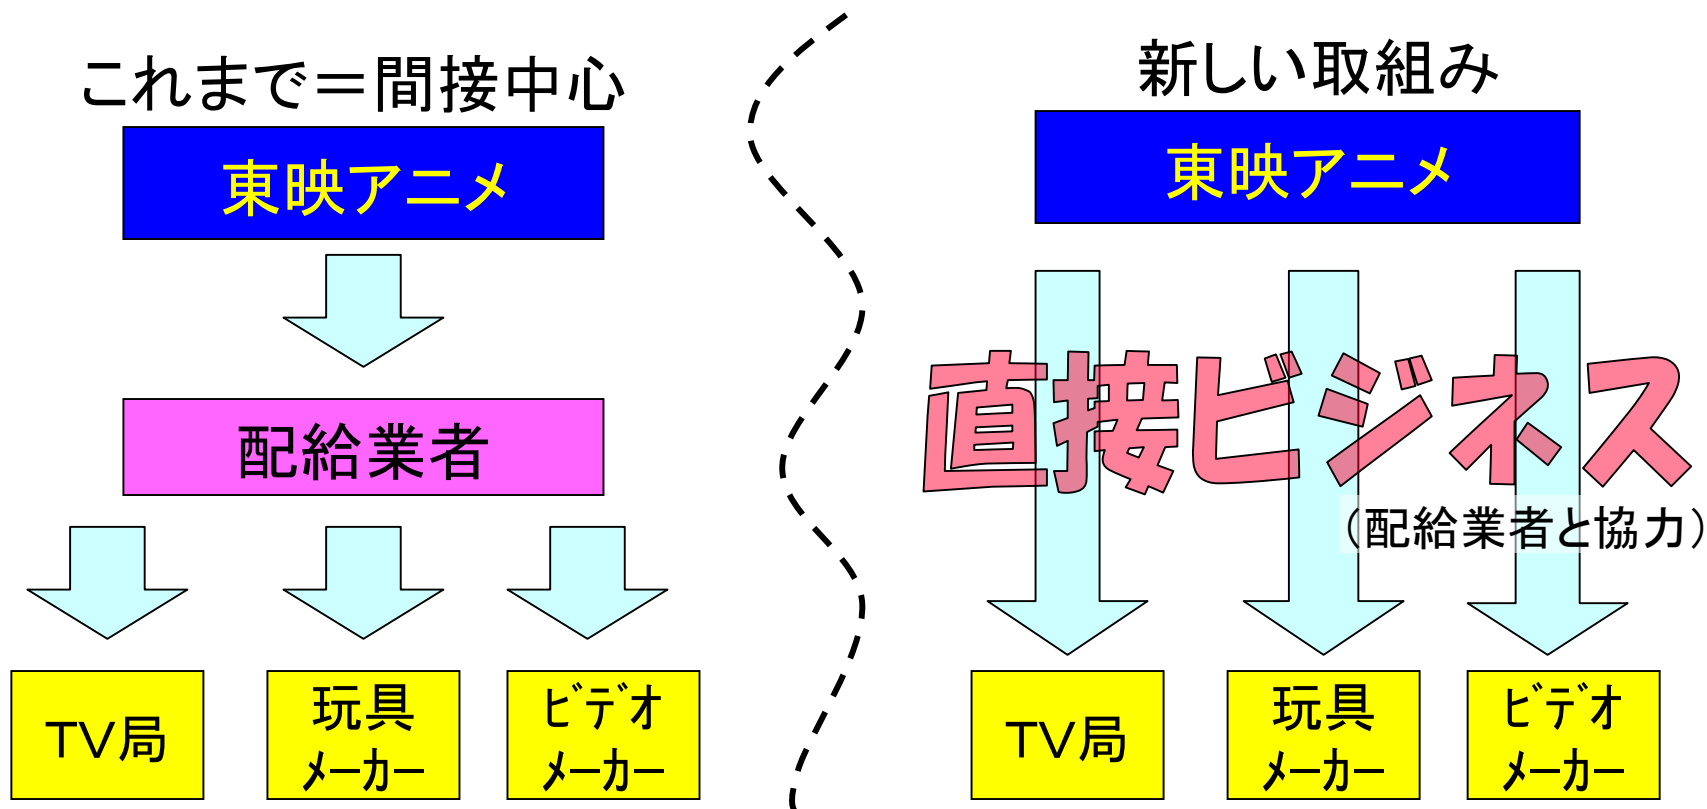 これまで＝間接中心
東映アニメ
配給業者
TV局
玩具
ﾒｰｶｰ
ﾋﾞﾃﾞｵ
ﾒｰｶｰ
新しい取組み
東映アニメ
直接ビジネス
（配給業者と協力）
TV局
玩具
ﾒｰｶｰ
ﾋﾞﾃﾞｵ
ﾒｰｶｰ